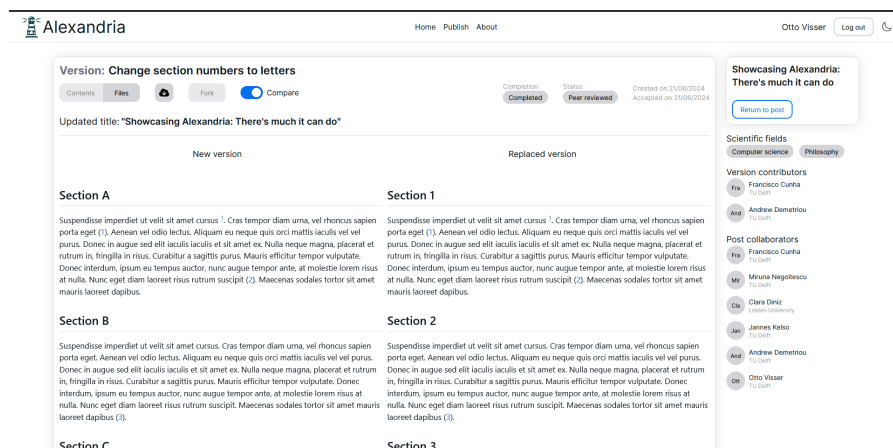 Alexandria
Home Publish About
Otto Visser
Log out
Version: Change section numbers to letters
Contents Files Fork Compare
Completion
Completed
Status
Peer reviewed
Created on 21/06/2024
Accepted on 21/06/2024
Updated title: "Showcasing Alexandria: There's much it can do"
New version
Replaced version
Section A
Suspendisse imperdiet ut velit sit amet cursus 1. Cras tempor diam urna, vel rhoncus sapien
porta eget (1). Aenean vel odio lectus. Aliquam eu neque quis orci mattis iaculis vel vel
purus. Donec in augue sed elit iaculis iaculis et sit amet ex. Nulla neque magna, placerat et
rutrum in, fringilla in risus. Curabitur a sagittis purus. Mauris efficitur tempor vulputate.
Donec interdum, ipsum eu tempus auctor, nunc augue tempor ante, at molestie lorem risus
at nulla. Nunc eget diam laoreet risus rutrum suscipit (2). Maecenas sodales tortor sit amet
mauris laoreet dapibus.
Section B
Suspendisse imperdiet ut velit sit amet cursus. Cras tempor diam urna, vel rhoncus sapien
porta eget. Aenean vel odio lectus. Aliquam eu neque quis orci mattis iaculis vel vel purus.
Donec in augue sed elit iaculis iaculis et sit amet ex. Nulla neque magna, placerat et rutrum
in, fringilla in risus. Curabitur a sagittis purus. Mauris efficitur tempor vulputate. Donec
interdum, ipsum eu tempus auctor, nunc augue tempor ante, at molestie lorem risus at
nulla. Nunc eget diam laoreet risus rutrum suscipit. Maecenas sodales tortor sit amet mauris
laoreet dapibus (3).
Section C
Section 1
Suspendisse imperdiet ut velit sit amet cursus 1. Cras tempor diam urna, vel rhoncus sapien
porta eget (1). Aenean vel odio lectus. Aliquam eu neque quis orci mattis iaculis vel vel
purus. Donec in augue sed elit iaculis iaculis et sit amet ex. Nulla neque magna, placerat et
rutrum in, fringilla in risus. Curabitur a sagittis purus. Mauris efficitur tempor vulputate.
Donec interdum, ipsum eu tempus auctor, nunc augue tempor ante, at molestie lorem risus
at nulla. Nunc eget diam laoreet risus rutrum suscipit (2). Maecenas sodales tortor sit amet
mauris laoreet dapibus.
Section 2
Suspendisse imperdiet ut velit sit amet cursus. Cras tempor diam urna, vel rhoncus sapien
porta eget. Aenean vel odio lectus. Aliquam eu neque quis orci mattis iaculis vel vel purus.
Donec in augue sed elit iaculis iaculis et sit amet ex. Nulla neque magna, placerat et rutrum
in, fringilla in risus. Curabitur a sagittis purus. Mauris efficitur tempor vulputate. Donec
interdum, ipsum eu tempus auctor, nunc augue tempor ante, at molestie lorem risus at
nulla. Nunc eget diam laoreet risus rutrum suscipit. Maecenas sodales tortor sit amet mauris
laoreet dapibus (3).
Section 3
Showcasing Alexandria:
There's much it can do
Return to post
Scientific fields
Computer science Philosophy
Version contributors
Fra Francisco Cunha
TU Delft
And Andrew Demetriou
TU Delft
Post collaborators
Fra Francisco Cunha
TU Delft
Mir Miruna Negoitescu
TU Delft
Cla Clara Diniz
Leiden University
Jan Jannes Kelso
TU Delft
And Andrew Demetriou
TU Delft
Ott Otto Visser
TU Delft